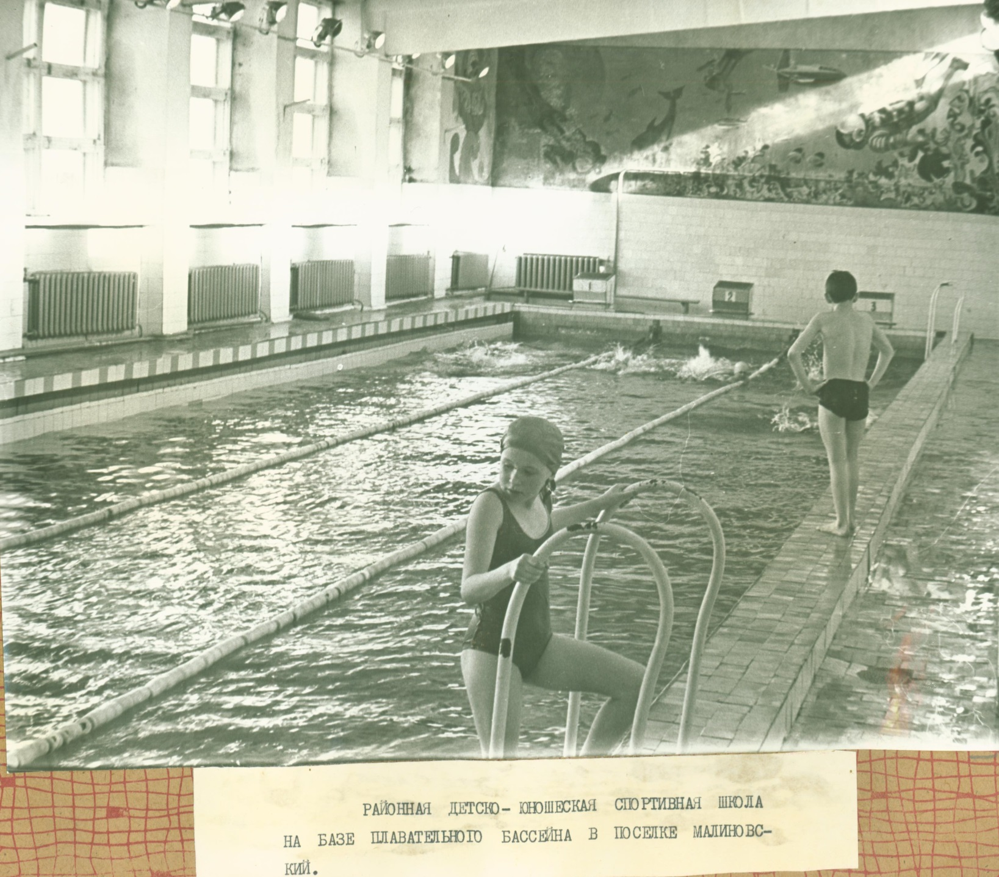 1
2
3
РАЙОННАЯ ДЕТСКО-ЮНОШЕСКАЯ СПОРТИВНАЯ ШКОЛА
НА БАЗЕ ПЛАВАТЕЛЬНОГО БАССЕЙНА В ПОСЕЛКЕ МАЛИНОВС-
КИЙ.